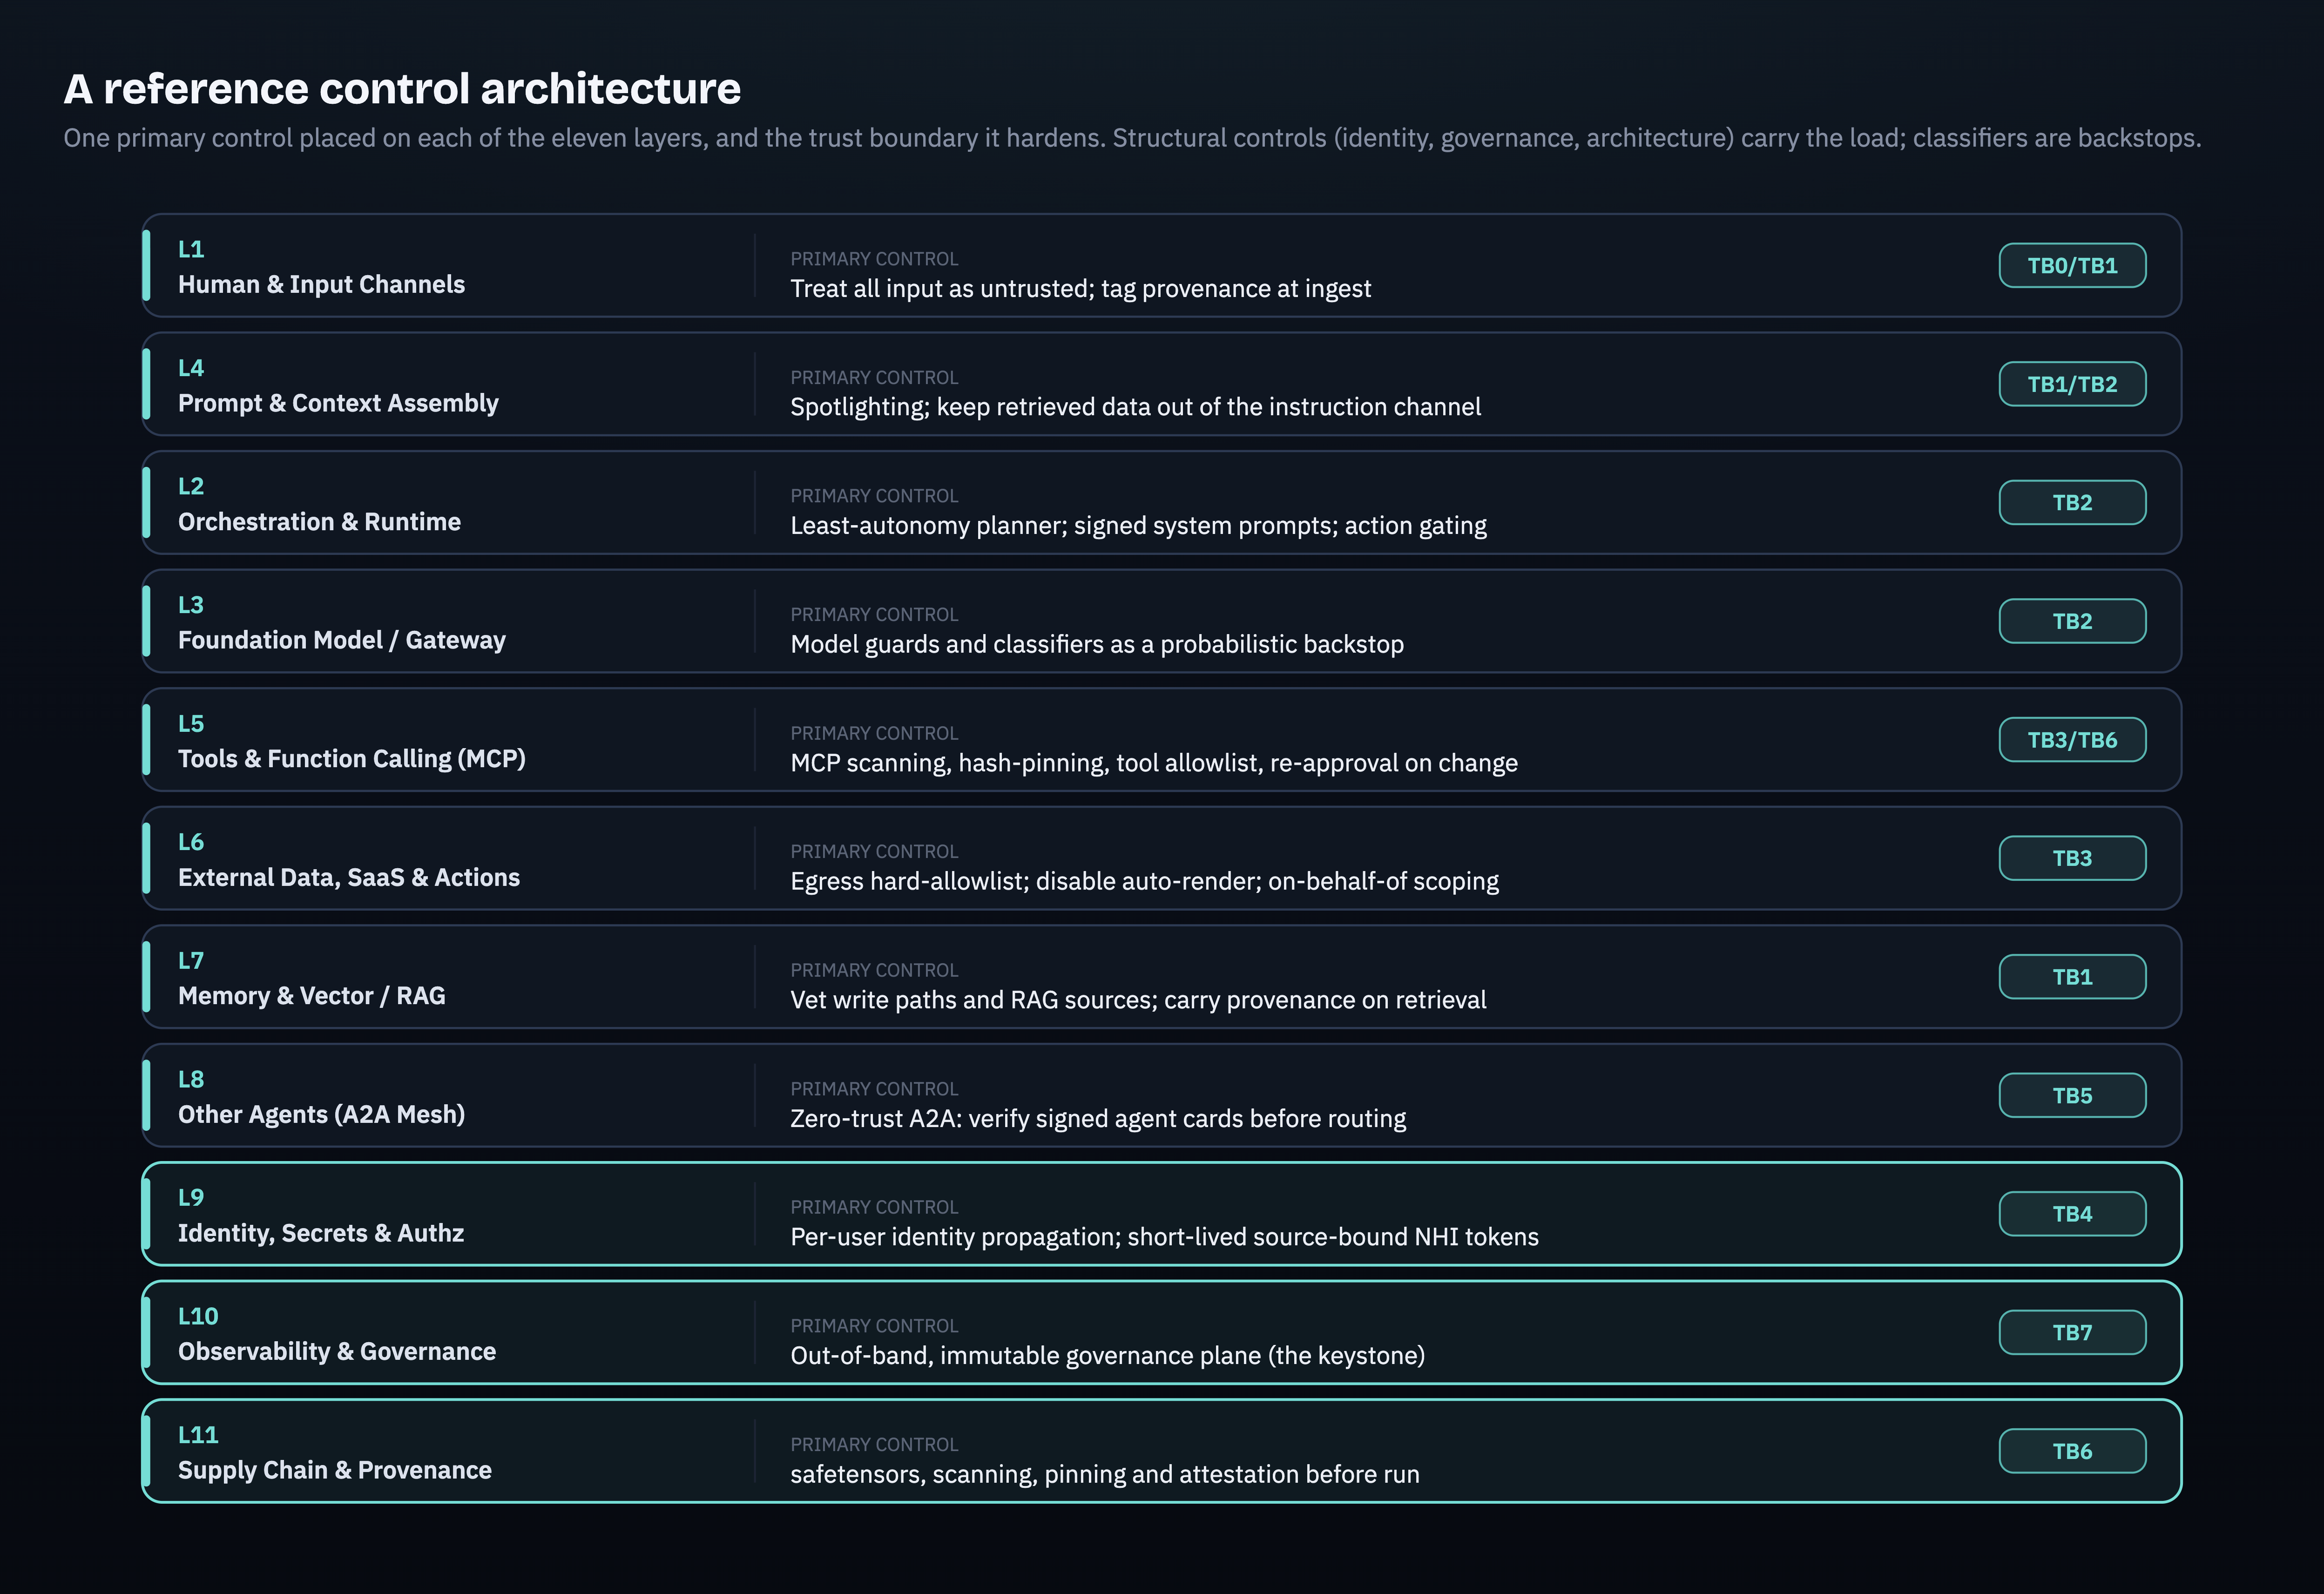 A reference control architecture
One primary control placed on each of the eleven layers, and the trust boundary it hardens. Structural controls (identity, governance, architecture) carry the load; classifiers are backstops.
L1
Human & Input Channels
PRIMARY CONTROL
Treat all input as untrusted; tag provenance at ingest
TB0/TB1
L4
Prompt & Context Assembly
PRIMARY CONTROL
Spotlighting; keep retrieved data out of the instruction channel
TB1/TB2
L2
Orchestration & Runtime
PRIMARY CONTROL
Least-autonomy planner; signed system prompts; action gating
TB2
L3
Foundation Model / Gateway
PRIMARY CONTROL
Model guards and classifiers as a probabilistic backstop
TB2
L5
Tools & Function Calling (MCP)
PRIMARY CONTROL
MCP scanning, hash-pinning, tool allowlist, re-approval on change
TB3/TB6
L6
External Data, SaaS & Actions
PRIMARY CONTROL
Egress hard-allowlist; disable auto-render; on-behalf-of scoping
TB3
L7
Memory & Vector / RAG
PRIMARY CONTROL
Vet write paths and RAG sources; carry provenance on retrieval
TB1
L8
Other Agents (A2A Mesh)
PRIMARY CONTROL
Zero-trust A2A: verify signed agent cards before routing
TB5
L9
Identity, Secrets & Authz
PRIMARY CONTROL
Per-user identity propagation; short-lived source-bound NHI tokens
TB4
L10
Observability & Governance
PRIMARY CONTROL
Out-of-band, immutable governance plane (the keystone)
TB7
L11
Supply Chain & Provenance
PRIMARY CONTROL
safetensors, scanning, pinning and attestation before run
TB6